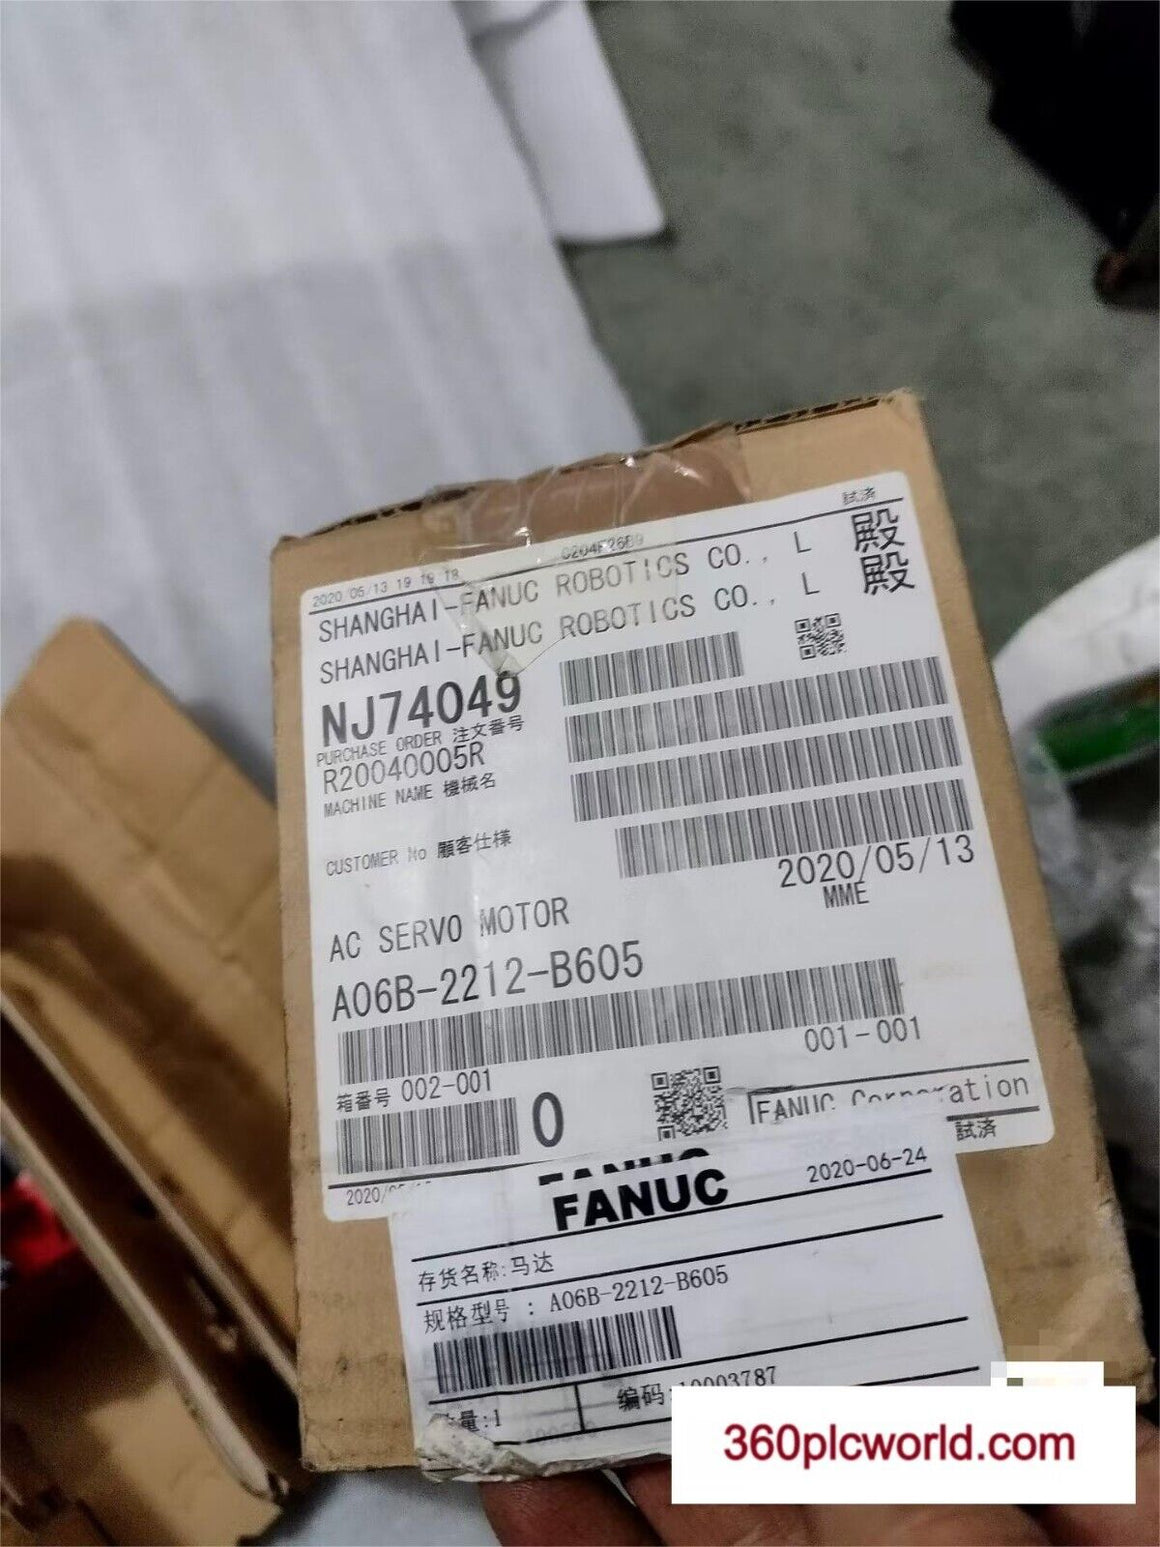 試済
2020/05/13 19
SHANGHAI-FANUC ROBOTICS CO., L 殿
SHANGHAI-FANUC ROBOTICS CO., L 殿
NJ74049
PURCHASE ORDER 注文番号
R20040005R
MACHINE NAME 機械名
CUSTOMER No 顧客仕様
2020/05/13
MME
AC SERVO MOTOR
A06B-2212-B605
001-001
箱番号 002-001
0
FANUC Corporation
試済
FANUC
FANUC
2020-06-24
存货名称:马达
规格型号 : A06B-2212-B605
编码:10003787
量:1
360plcworld.com